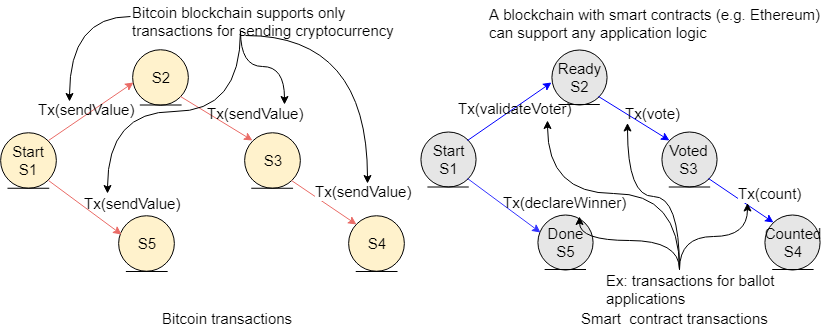 Bitcoin blockchain supports only
transactions for sending cryptocurrency
S2
Tx(sendValue)
Tx(sendValue)
Start
S1
S3
Tx(sendValue)
Tx(sendValue)
S5
S4
Bitcoin transactions
A blockchain with smart contracts (e.g. Ethereum)
can support any application logic
Ready
S2
Tx(validateVoter)
Tx(vote)
Start
S1
Voted
S3
Tx(count)
Tx(declareWinner)
Done
S5
Counted
S4
Ex: transactions for ballot
applications
Smart contract transactions